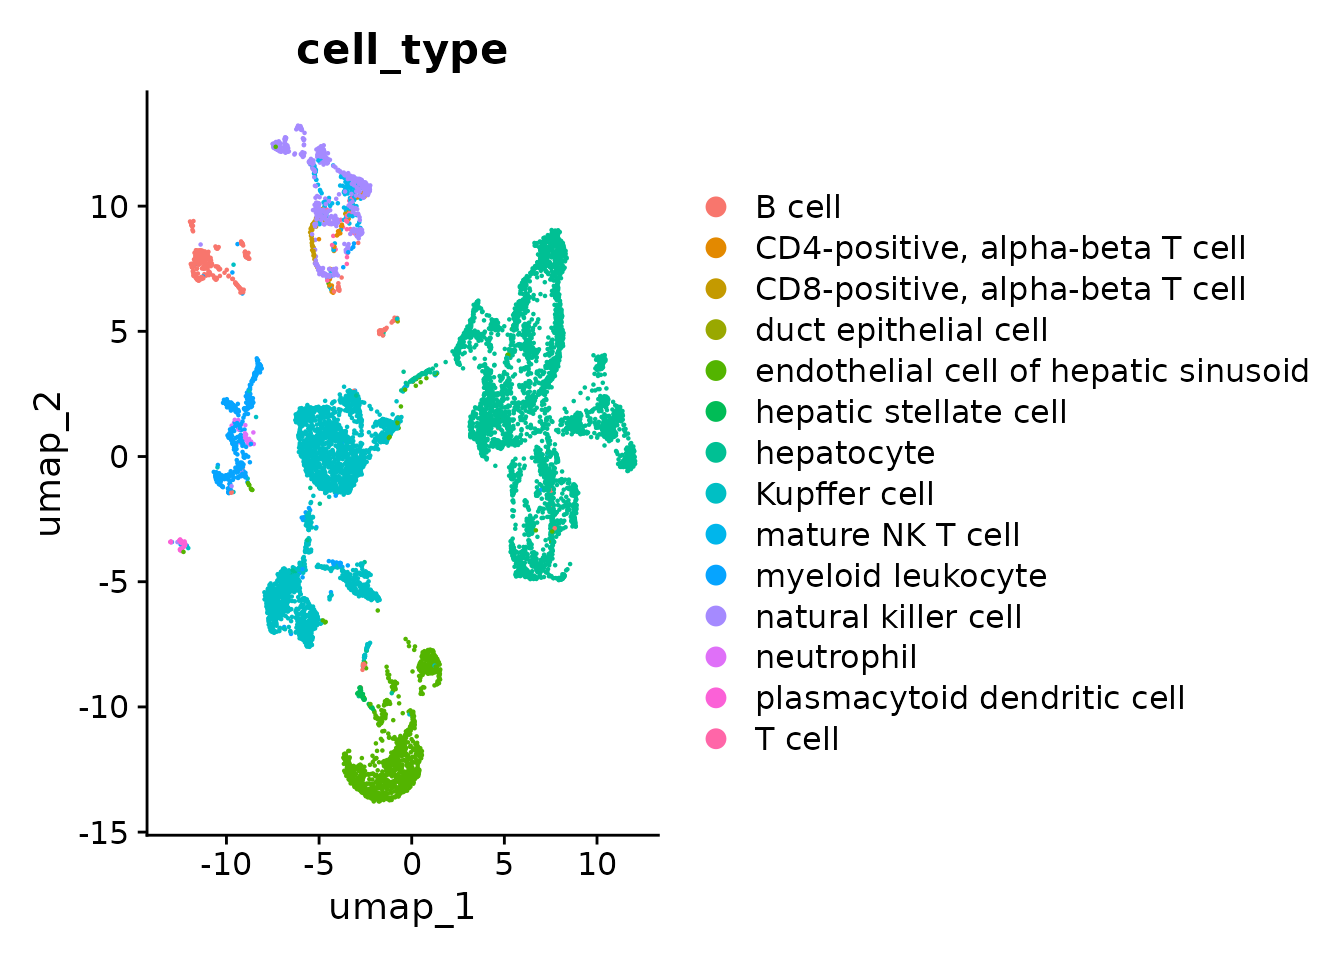 cell_type
umap_2
10
5
0
-5
-10
-15
-10
-5
0
5
10
umap_1
B cell
CD4-positive, alpha-beta T cell
CD8-positive, alpha-beta T cell
duct epithelial cell
endothelial cell of hepatic sinusoid
hepatic stellate cell
hepatocyte
Kupffer cell
mature NK T cell
myeloid leukocyte
natural killer cell
neutrophil
plasmacytoid dendritic cell
T cell